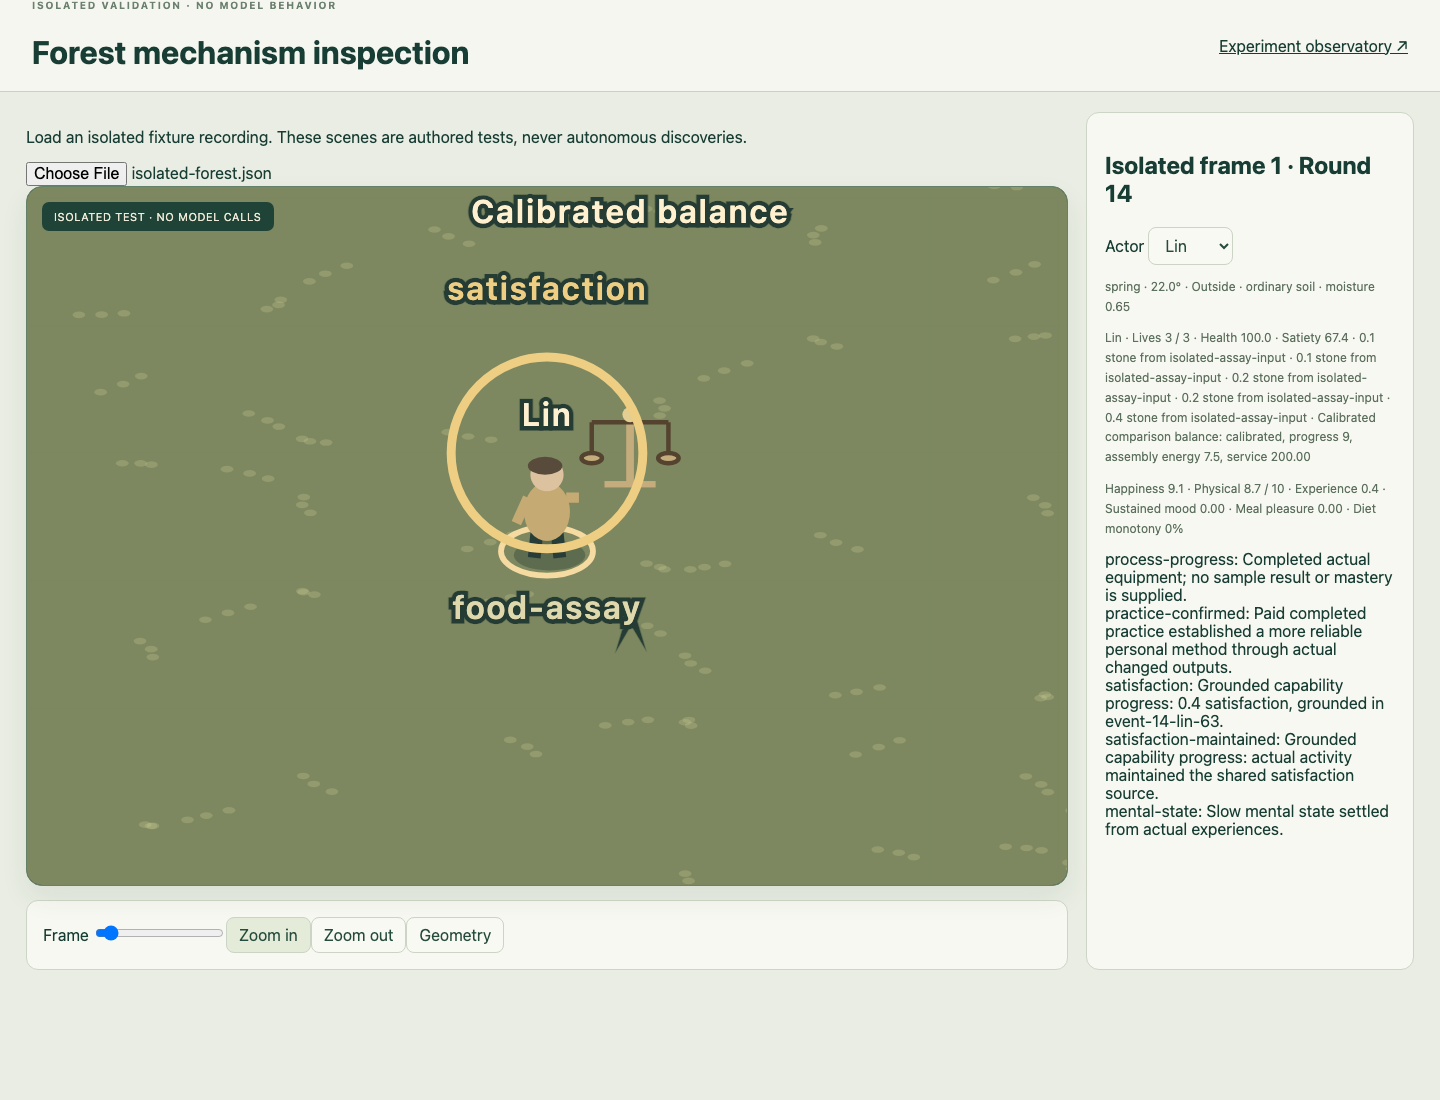 ISOLATED VALIDATION · NO MODEL BEHAVIOR
Forest mechanism inspection
Experiment observatory ↗
Load an isolated fixture recording. These scenes are authored tests, never autonomous discoveries.
Choose File isolated-forest.json
ISOLATED TEST · NO MODEL CALLS
Calibrated balance
satisfaction
Lin
food-assay
Frame
Zoom in
Zoom out
Geometry
Isolated frame 1 · Round
14
Actor Lin
spring · 22.0° · Outside · ordinary soil · moisture
0.65
Lin · Lives 3 / 3 · Health 100.0 · Satiety 67.4 · 0.1
stone from isolated-assay-input · 0.1 stone from
isolated-assay-input · 0.2 stone from isolated-
assay-input · 0.2 stone from isolated-assay-input ·
0.4 stone from isolated-assay-input · Calibrated
comparison balance: calibrated, progress 9,
assembly energy 7.5, service 200.00
Happiness 9.1 · Physical 8.7 / 10 · Experience 0.4 ·
Sustained mood 0.00 · Meal pleasure 0.00 · Diet
monotony 0%
process-progress: Completed actual
equipment; no sample result or mastery
is supplied.
practice-confirmed: Paid completed
practice established a more reliable
personal method through actual
changed outputs.
satisfaction: Grounded capability
progress: 0.4 satisfaction, grounded in
event-14-lin-63.
satisfaction-maintained: Grounded
capability progress: actual activity
maintained the shared satisfaction
source.
mental-state: Slow mental state settled
from actual experiences.